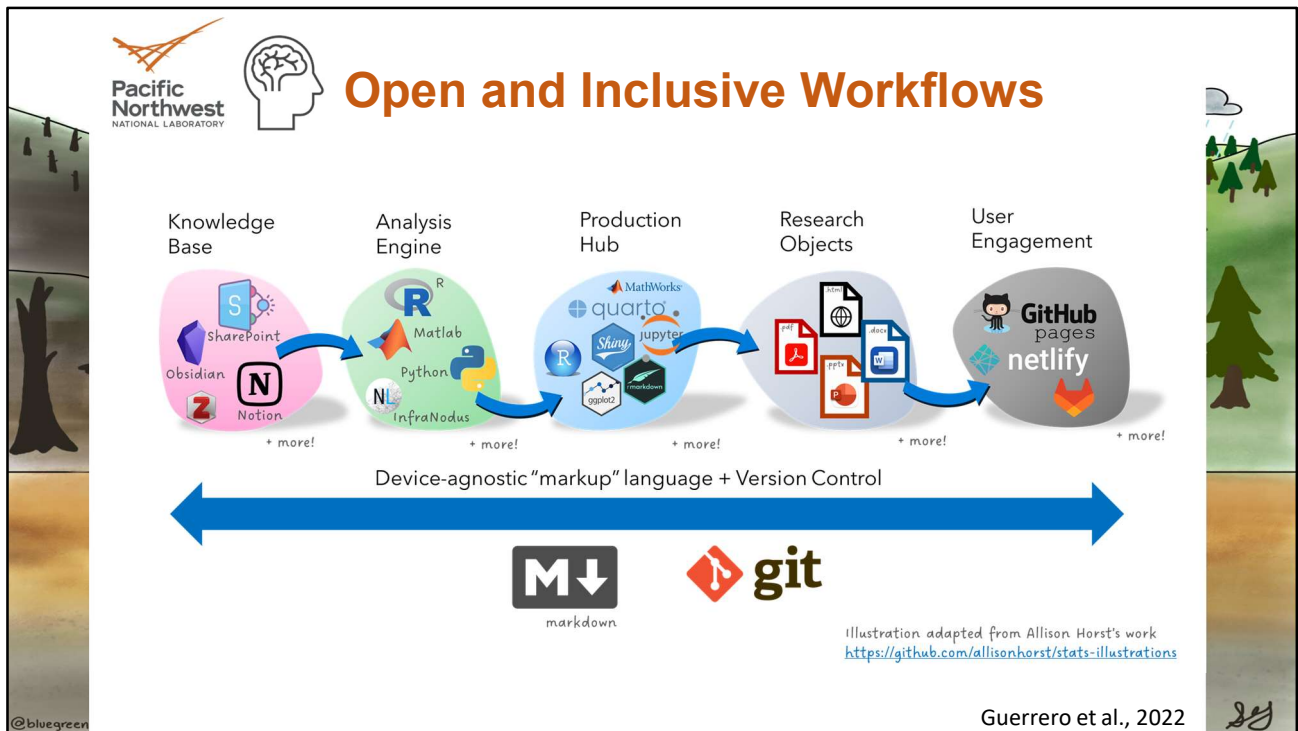 Pacific
Northwest
NATIONAL LABORATORY
Open and Inclusive Workflows
Knowledge
Base
S
SharePoint
Obsidian
N
Z
Notion
+ more!
Analysis
Engine
R
R
Matlab
Python
NL
InfraNodus
+ more!
Production
Hub
MathWorks
quarto
Shiny
jupyter
R
ggplot2
rmarkdown
+ more!
Research
Objects
.html
.pdf
.docx
W
.pptx
P
+ more!
User
Engagement
GitHub
pages
netlify
+ more!
Device-agnostic "markup" language + Version Control
M
markdown
git
Illustration adapted from Allison Horst's work
https://github.com/allisonhorst/stats-illustrations
Guerrero et al., 2022
@bluegreen